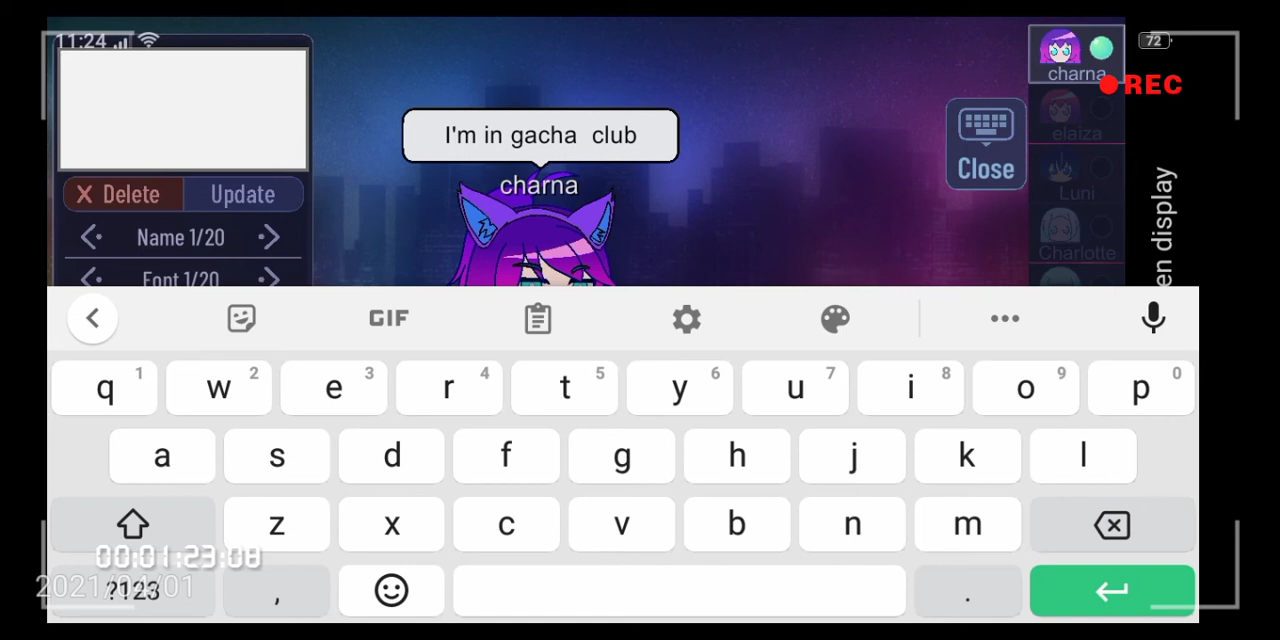 11:24
72
charna
REC
I'm in gacha  club
elaiza
Close
charna
Delete
Update
Luni
Name 1/20
Charlotte
Font 1/20
en display
GIF
q 1 w 2 e 3 r 4 t 5 y 6 u 7 i 8 o 9 p 0
a s d f g h j k l
z x c v b n m
00:01:23:08
2021/04/01
?123 , .